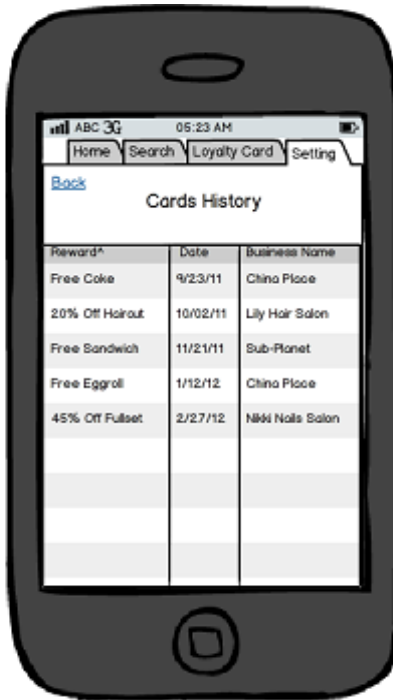 ABC 3G 05:23 AM
Home Search Loyalty Card Setting
Back
Cards History
Reward^ Date Business Name
Free Coke 9/23/11 China Place
20% Off Hairout 10/02/11 Lily Hair Salon
Free Sandwich 11/21/11 Sub-Planet
Free Eggroll 1/12/12 China Place
45% Off Fullset 2/27/12 Nikki Nails Salon